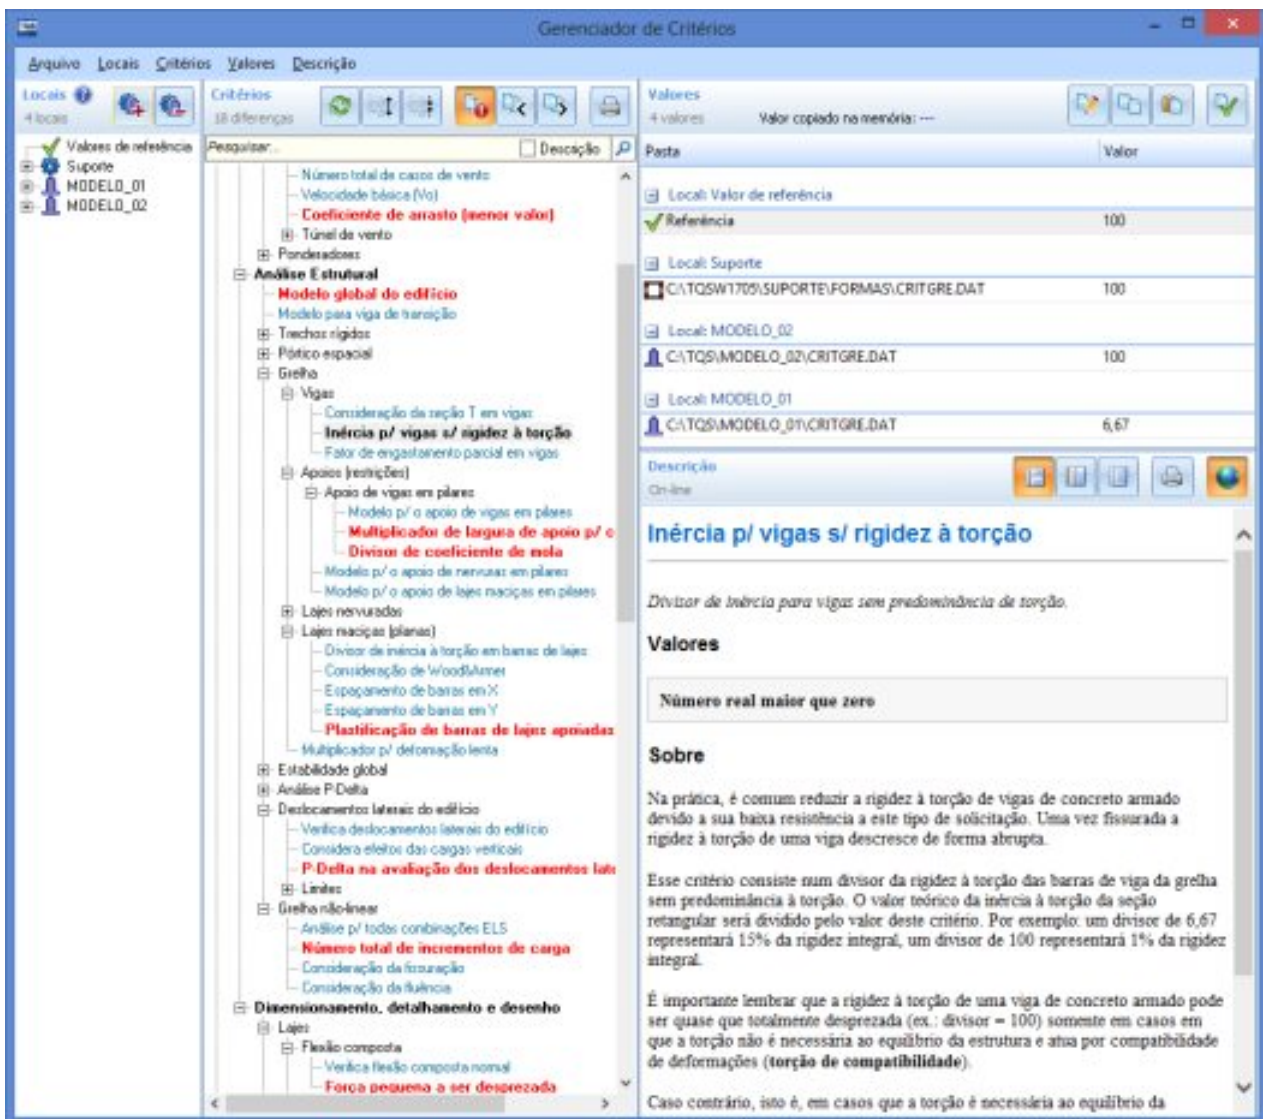 Gerenciador de Critérios
Arquivo Locais Critérios Valores Descrição
Locais
4 locais
Valores de referência
Suporte
MODELO_01
MODELO_02
Critérios
18 diferenças
Pesquisar...
Descrição
Número total de casos de vento
Velocidade básica (Vo)
Coeficiente de arrasto (menor valor)
Túnel de vento
Ponderadores
Análise Estrutural
Modelo global do edifício
Modelo para viga de transição
Trechos rígidos
Pórtico espacial
Grelha
Vigas
Consideração da seção T em vigas
Inércia p/ vigas s/ rigidez à torção
Fator de engastamento parcial em vigas
Apoios (restrições)
Apoio de vigas em pilares
Modelo p/ o apoio de vigas em pilares
Multiplicador de largura de apoio p/ c
Divisor de coeficiente de mola
Modelo p/ o apoio de nervuras em pilares
Modelo p/ o apoio de lajes maciças em pilares
Lajes nervuradas
Lajes maciças (planas)
Divisor de inércia à torção em barras de lajes
Consideração de Wood&Armer
Espaçamento de barras em X
Espaçamento de barras em Y
Plastificação de barras de lajes apoiadas
Multiplicador p/ deformação lenta
Estabilidade global
Análise P-Delta
Deslocamentos laterais do edifício
Verifica deslocamentos laterais do edifício
Considera efeitos das cargas verticais
P-Delta na avaliação dos deslocamentos late
Limites
Grelha não-linear
Análise p/ todas combinações ELS
Número total de incrementos de carga
Consideração da fissuração
Consideração da fluência
Dimensionamento, detalhamento e desenho
Lajes
Flexão composta
Verifica flexão composta normal
Força pequena a ser desprezada
Valores
4 valores Valor copiado na memória: ---
Pasta Valor
Local: Valor de referência
Referência 100
Local: Suporte
C:\TQSW1705\SUPORTE\FORMAS\CRITGRE.DAT 100
Local: MODELO_02
C:\TQS\MODELO_02\CRITGRE.DAT 100
Local: MODELO_01
C:\TQS\MODELO_01\CRITGRE.DAT 6,67
Descrição
On-line
Inércia p/ vigas s/ rigidez à torção
Divisor de inércia para vigas sem predominância de torção.
Valores
Número real maior que zero
Sobre
Na prática, é comum reduzir a rigidez à torção de vigas de concreto armado
devido a sua baixa resistência a este tipo de solicitação. Uma vez fissurada a
rigidez à torção de uma viga descresce de forma abrupta.
Esse critério consiste num divisor da rigidez à torção das barras de viga da grelha
sem predominância à torção. O valor teórico da inércia à torção da seção
retangular será dividido pelo valor deste critério. Por exemplo: um divisor de 6,67
representará 15% da rigidez integral, um divisor de 100 representará 1% da rigidez
integral.
É importante lembrar que a rigidez à torção de uma viga de concreto armado pode
ser quase que totalmente desprezada (ex.: divisor = 100) somente em casos em
que a torção não é necessária ao equilíbrio da estrutura e atua por compatibilidade
de deformações (torção de compatibilidade).
Caso contrário, isto é, em casos que a torção é necessária ao equilíbrio da